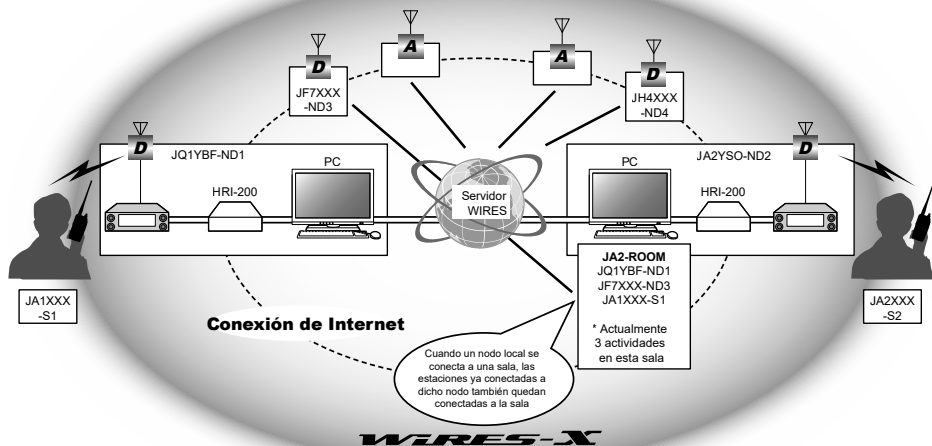 A
A
D
D
JF7XXX
-ND3
JH4XXX
-ND4
D
JQ1YBF-ND1
JA2YSO-ND2
D
PC
PC
HRI-200
HRI-200
Servidor
WIRES
JA1XXX
-S1
JA2XXX
-S2
JA2-ROOM
JQ1YBF-ND1
JF7XXX-ND3
JA1XXX-S1
* Actualmente
3 actividades
en esta sala
Conexión de Internet
Cuando un nodo local se
conecta a una sala, las
estaciones ya conectadas a
dicho nodo también quedan
conectadas a la sala
WiRES-X